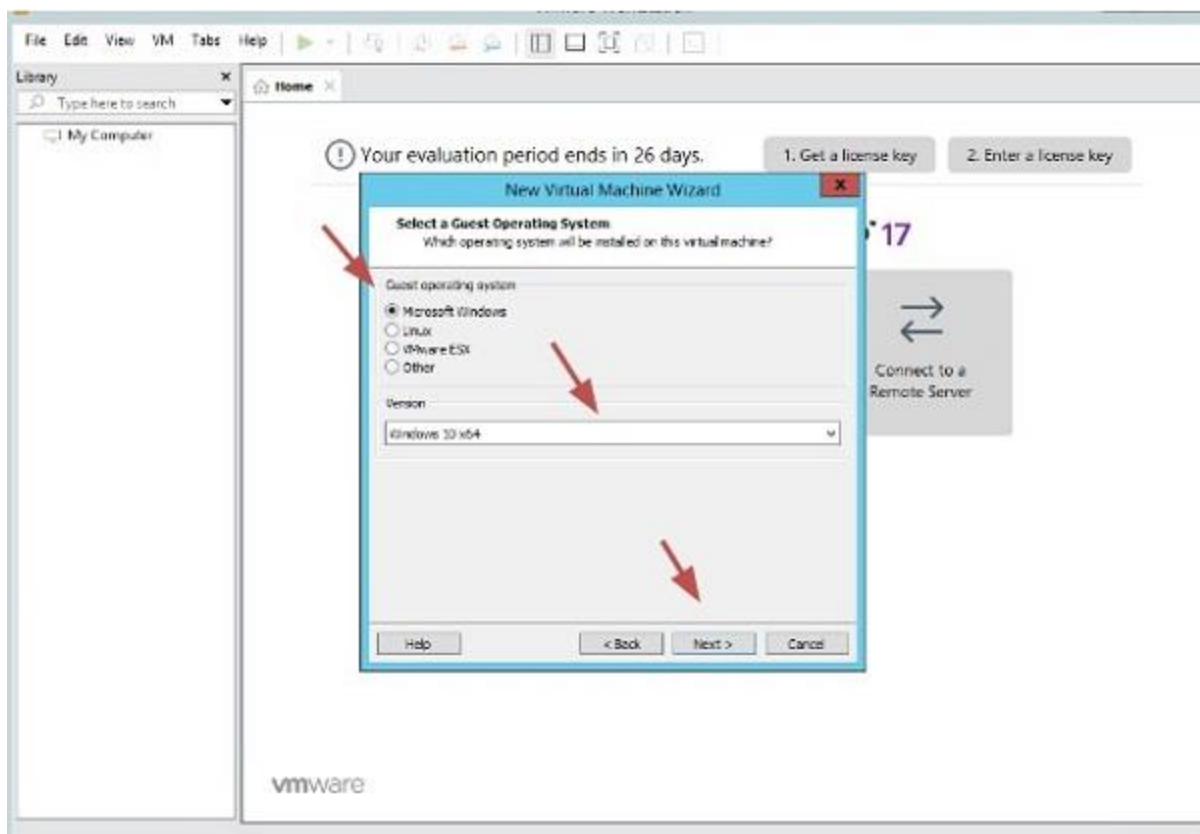 File Edit View VM Tabs Help
Library
Home
Type here to search
My Computer
Your evaluation period ends in 26 days.
1. Get a license key
2. Enter a license key
New Virtual Machine Wizard
17
Select a Guest Operating System
Which operating system will be installed on this virtual machine?
Guest operating system
Microsoft Windows
Linux
VMware ESX
Other
Connect to a
Remote Server
Version
Windows 10 x64
Help
< Back
Next >
Cancel
vmware